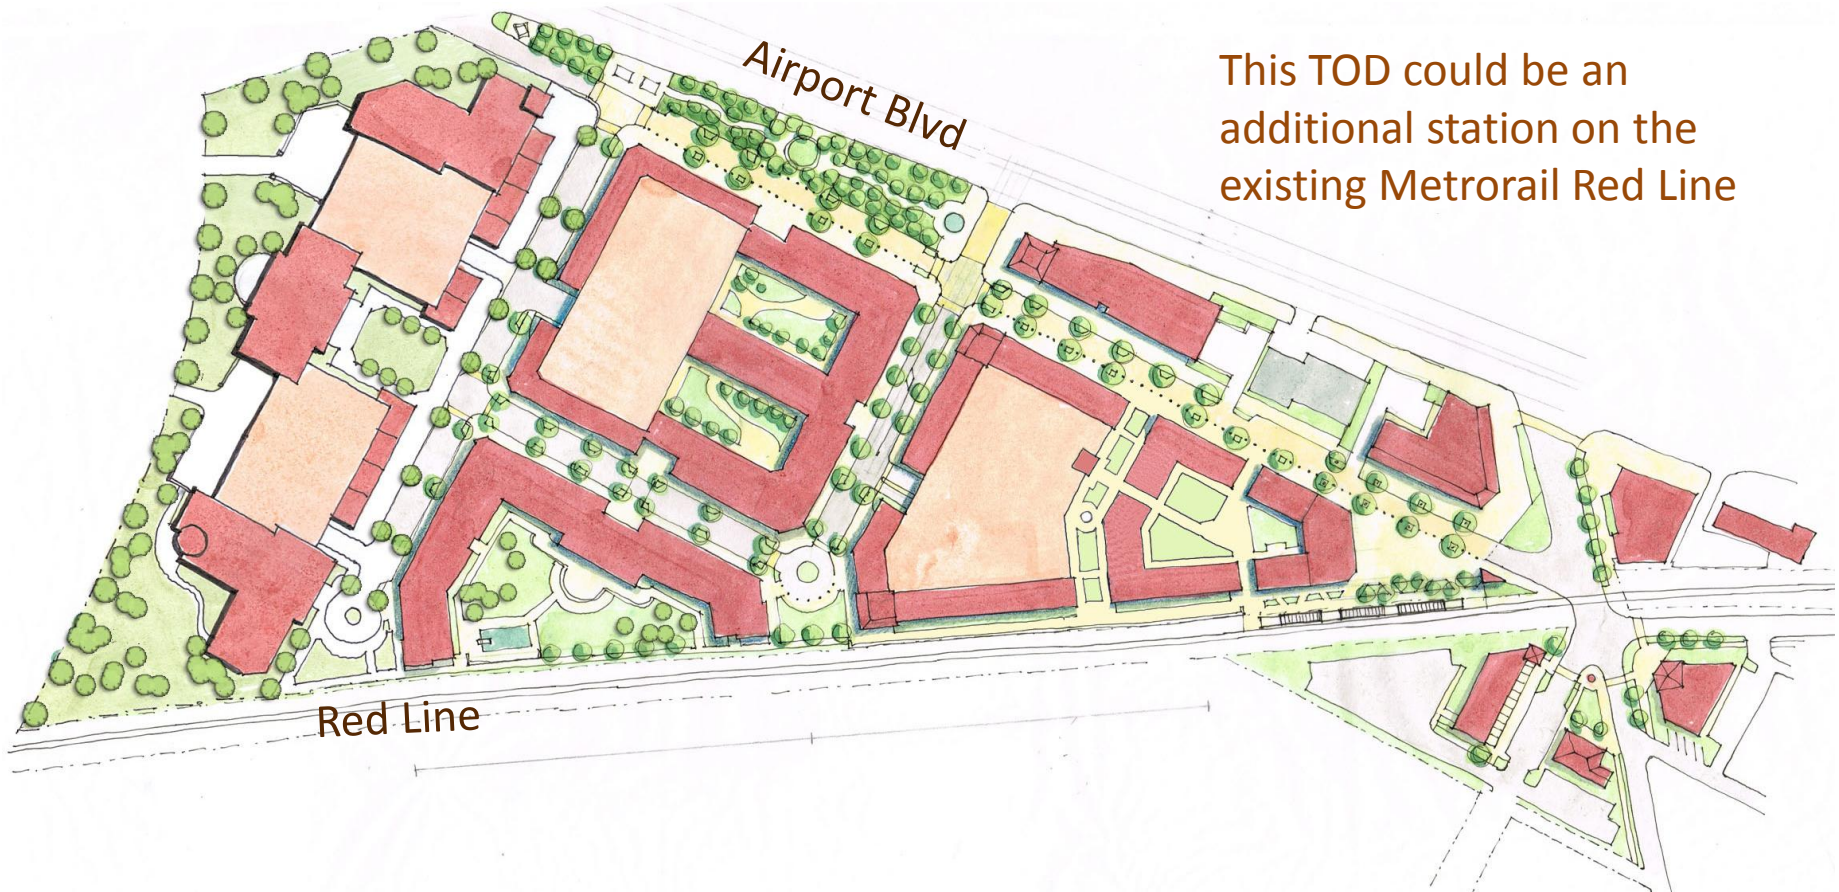 Airport Blvd
This TOD could be an
additional station on the
existing Metrorail Red Line
Red Line